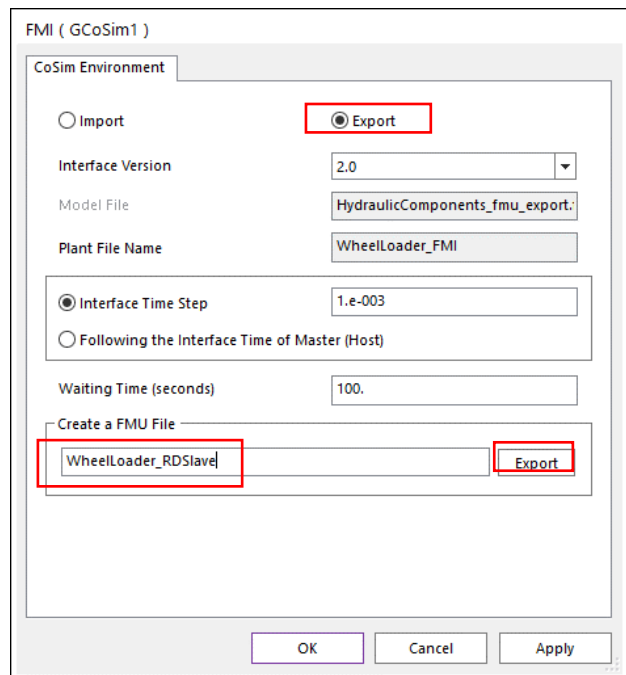 FMI ( GCoSim1 )
CoSim Environment
Import
Export
Interface Version
2.0
Model File
HydraulicComponents_fmu_export.
Plant File Name
WheelLoader_FMI
Interface Time Step
1.e-003
Following the Interface Time of Master (Host)
Waiting Time (seconds)
100.
Create a FMU File
WheelLoader_RDSlave
Export
OK
Cancel
Apply